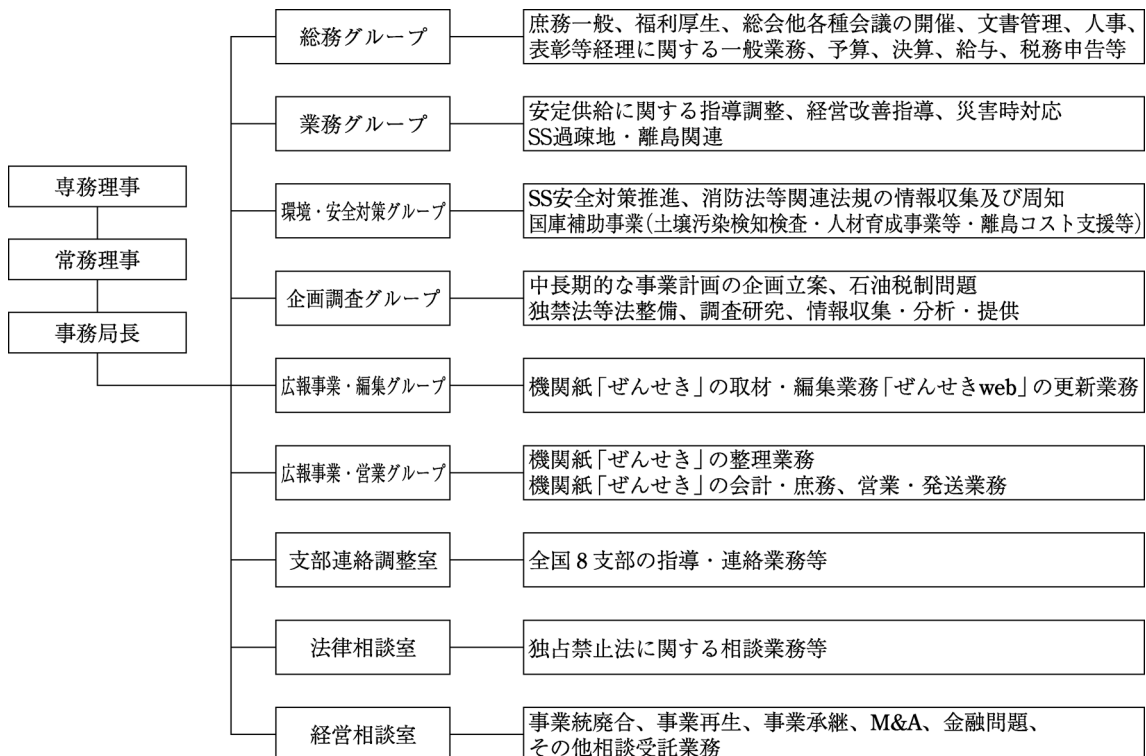 専務理事
常務理事
事務局長
総務グループ
庶務一般、福利厚生、総会他各種会議の開催、文書管理、人事、
表彰等経理に関する一般業務、予算、決算、給与、税務申告等
業務グループ
安定供給に関する指導調整、経営改善指導、災害時対応
SS過疎地・離島関連
環境・安全対策グループ
SS安全対策推進、消防法等関連法規の情報収集及び周知
国庫補助事業(土壌汚染検知検査・人材育成事業等・離島コスト支援等)
企画調査グループ
中長期的な事業計画の企画立案、石油税制問題
独禁法等法整備、調査研究、情報収集・分析・提供
広報事業・編集グループ
機関紙「ぜんせき」の取材・編集業務「ぜんせきweb」の更新業務
広報事業・営業グループ
機関紙「ぜんせき」の整理業務
機関紙「ぜんせき」の会計・庶務、営業・発送業務
支部連絡調整室
全国8支部の指導・連絡業務等
法律相談室
独占禁止法に関する相談業務等
経営相談室
事業統廃合、事業再生、事業承継、M&A、金融問題、
その他相談受託業務